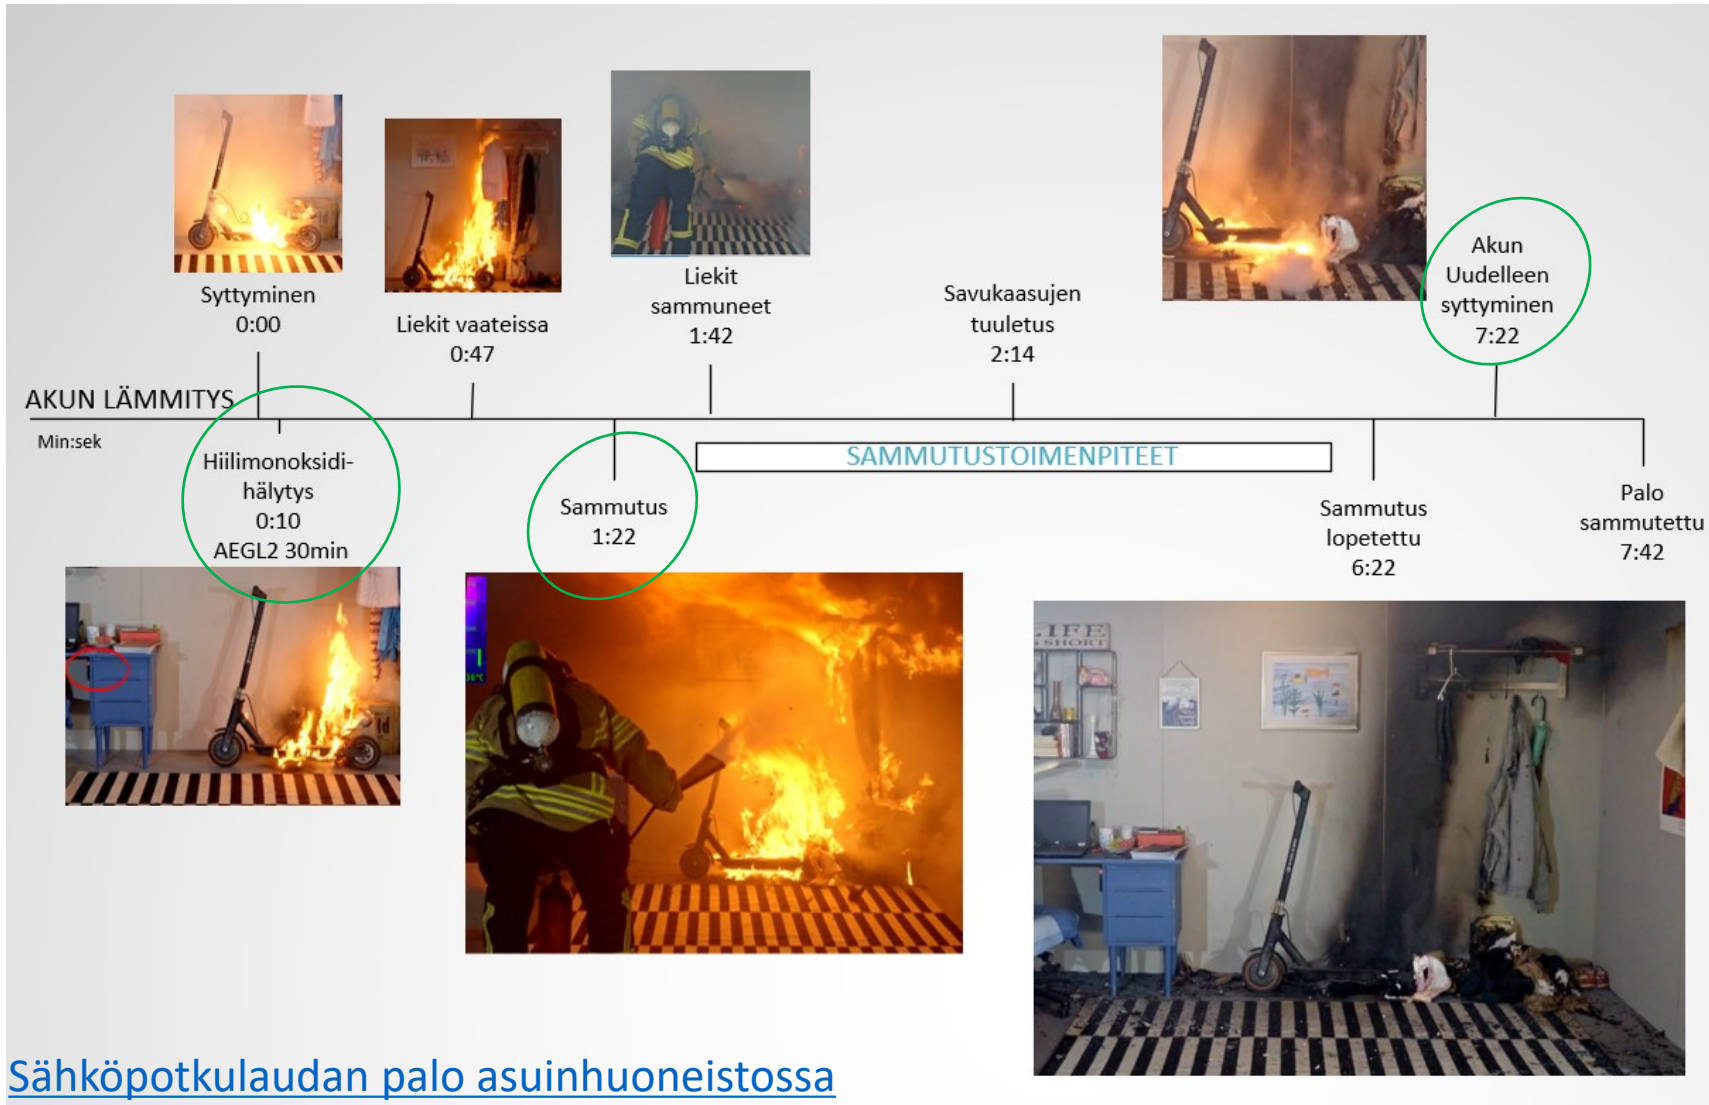 Syttyminen
0:00
Liekit vaateissa
0:47
Liekit
sammuneet
1:42
Savukaasujen
tuuletus
2:14
Akun
Uudelleen
syttyminen
7:22
AKUN LÄMMITYS
Min:sek
Hiilimonoksidi-
hälytys
0:10
AEGL2 30min
Sammutus
1:22
SAMMUTUSTOIMENPITEET
Sammutus
lopetettu
6:22
Palo
sammutettu
7:42
LIFE
SHORT
Sähköpotkulaudan palo asuinhuoneistossa